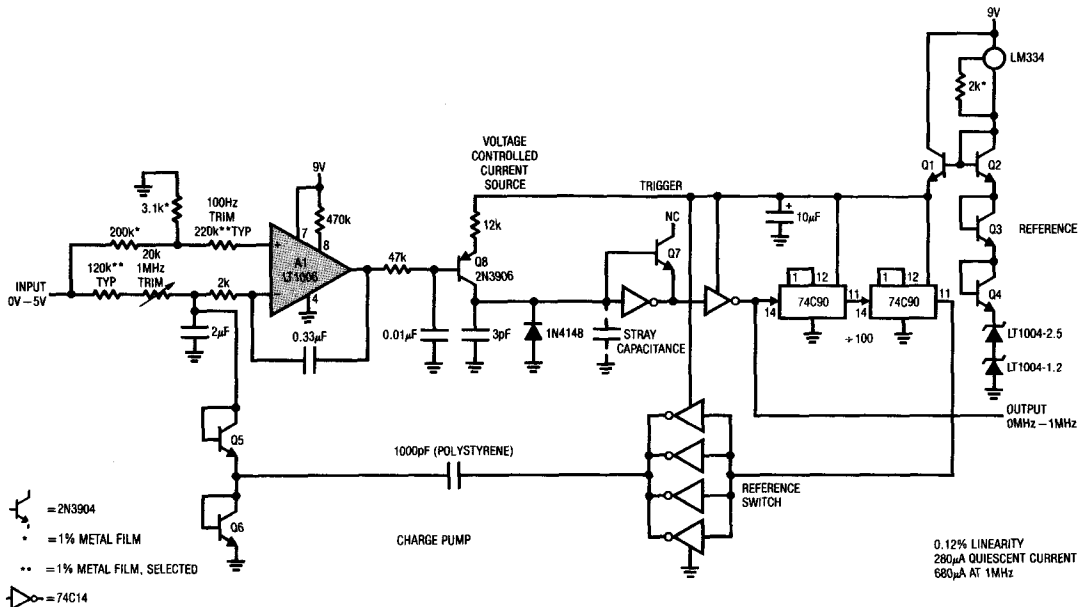 9V
LM334
2k*
Q1
Q2
VOLTAGE
CONTROLLED
CURRENT
SOURCE
TRIGGER
9V
3.1k*
100Hz
TRIM
220k**TYP
470k
12k
NC
+
10µF
Q7
1
12
1
12
Q3
REFERENCE
200k*
20k
1MHz
TRIM
120k**
TYP
7
8
+
A1
LT1006
−
4
47k
Q8
2N3906
INPUT
0V–5V
2k
14
74C90
11
14
74C90
11
Q4
÷100
2µF
0.33µF
0.01µF
3pF
1N4148
STRAY
CAPACITANCE
LT1004-2.5
LT1004-1.2
OUTPUT
0MHz–1MHz
Q5
1000pF (POLYSTYRENE)
REFERENCE
SWITCH
Q6
CHARGE PUMP
=2N3904
* =1% METAL FILM
** =1% METAL FILM, SELECTED
=74C14
0.12% LINEARITY
280µA QUIESCENT CURRENT
680µA AT 1MHz